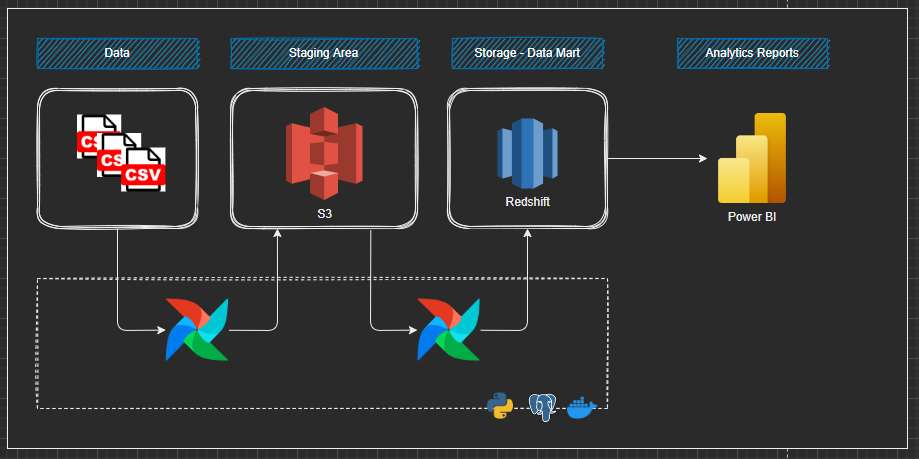 Data
Staging Area
Storage - Data Mart
Analytics Reports
CS
CS
CSV
S3
Redshift
Power BI